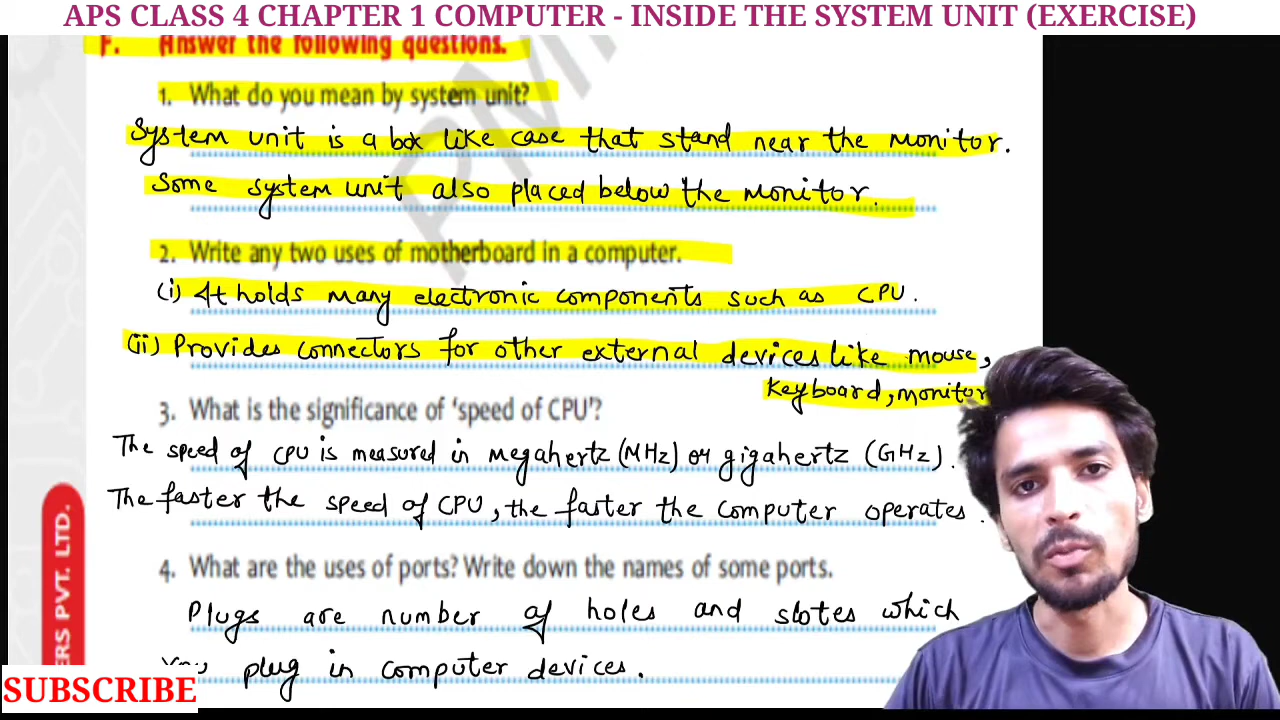 APS CLASS 4 CHAPTER 1 COMPUTER - INSIDE THE SYSTEM UNIT (EXERCISE)
F. Answer the following questions.
1. What do you mean by system unit?
System unit is a box like case that stand near the monitor.
Some system unit also placed below the monitor.
2. Write any two uses of motherboard in a computer.
(i) It holds many electronic components such as CPU.
(ii) Provides connectors for other external devices like mouse,
keyboard, monitor
3. What is the significance of 'speed of CPU'?
The speed of CPU is measured in megahertz (MHz) or gigahertz (GHz).
The faster the speed of CPU, the faster the computer operates.
4. What are the uses of ports? Write down the names of some ports.
Plugs are number of holes and slotes which
you plug in computer devices.
ERS PVT. LTD.
SUBSCRIBE